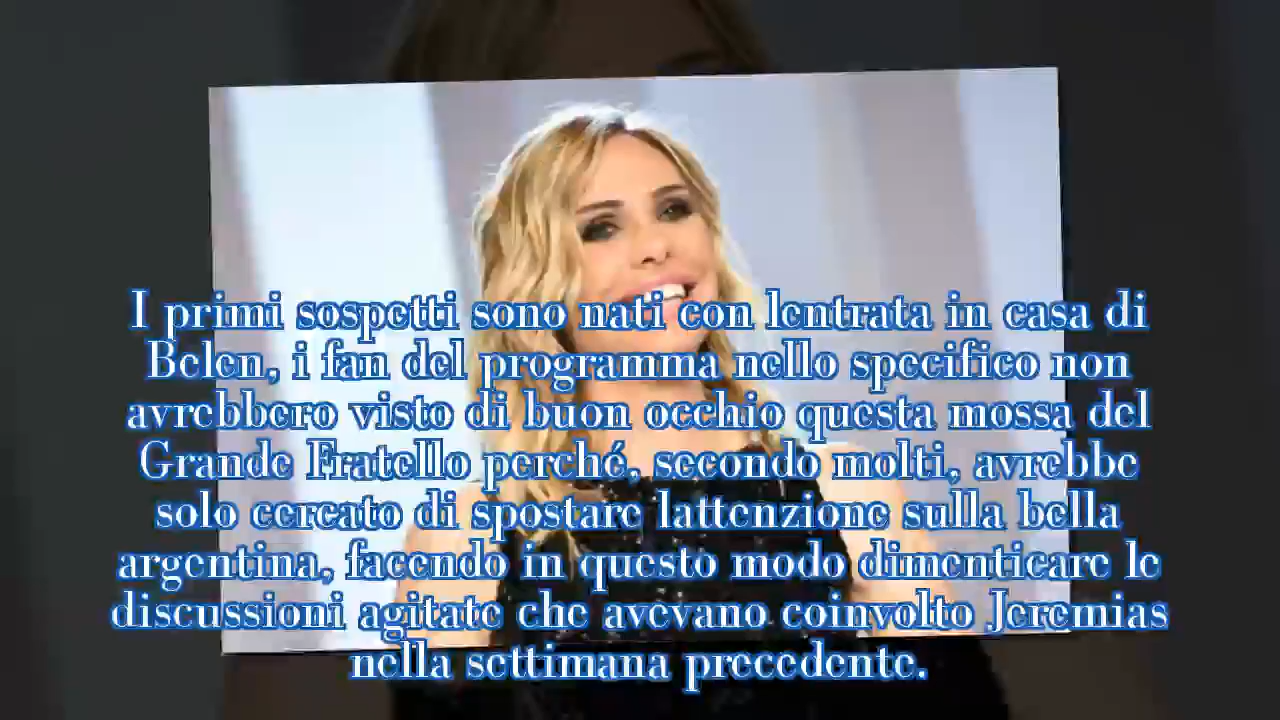 I primi sospetti sono nati con lentrata in casa di
Belen, i fan del programma nello specifico non
avrebbero visto di buon occhio questa mossa del
Grande Fratello perché, secondo molti, avrebbe
solo cercato di spostare lattenzione sulla bella
argentina, facendo in questo modo dimenticare le
discussioni agitate che avevano coinvolto Jeremias
nella settimana precedente.